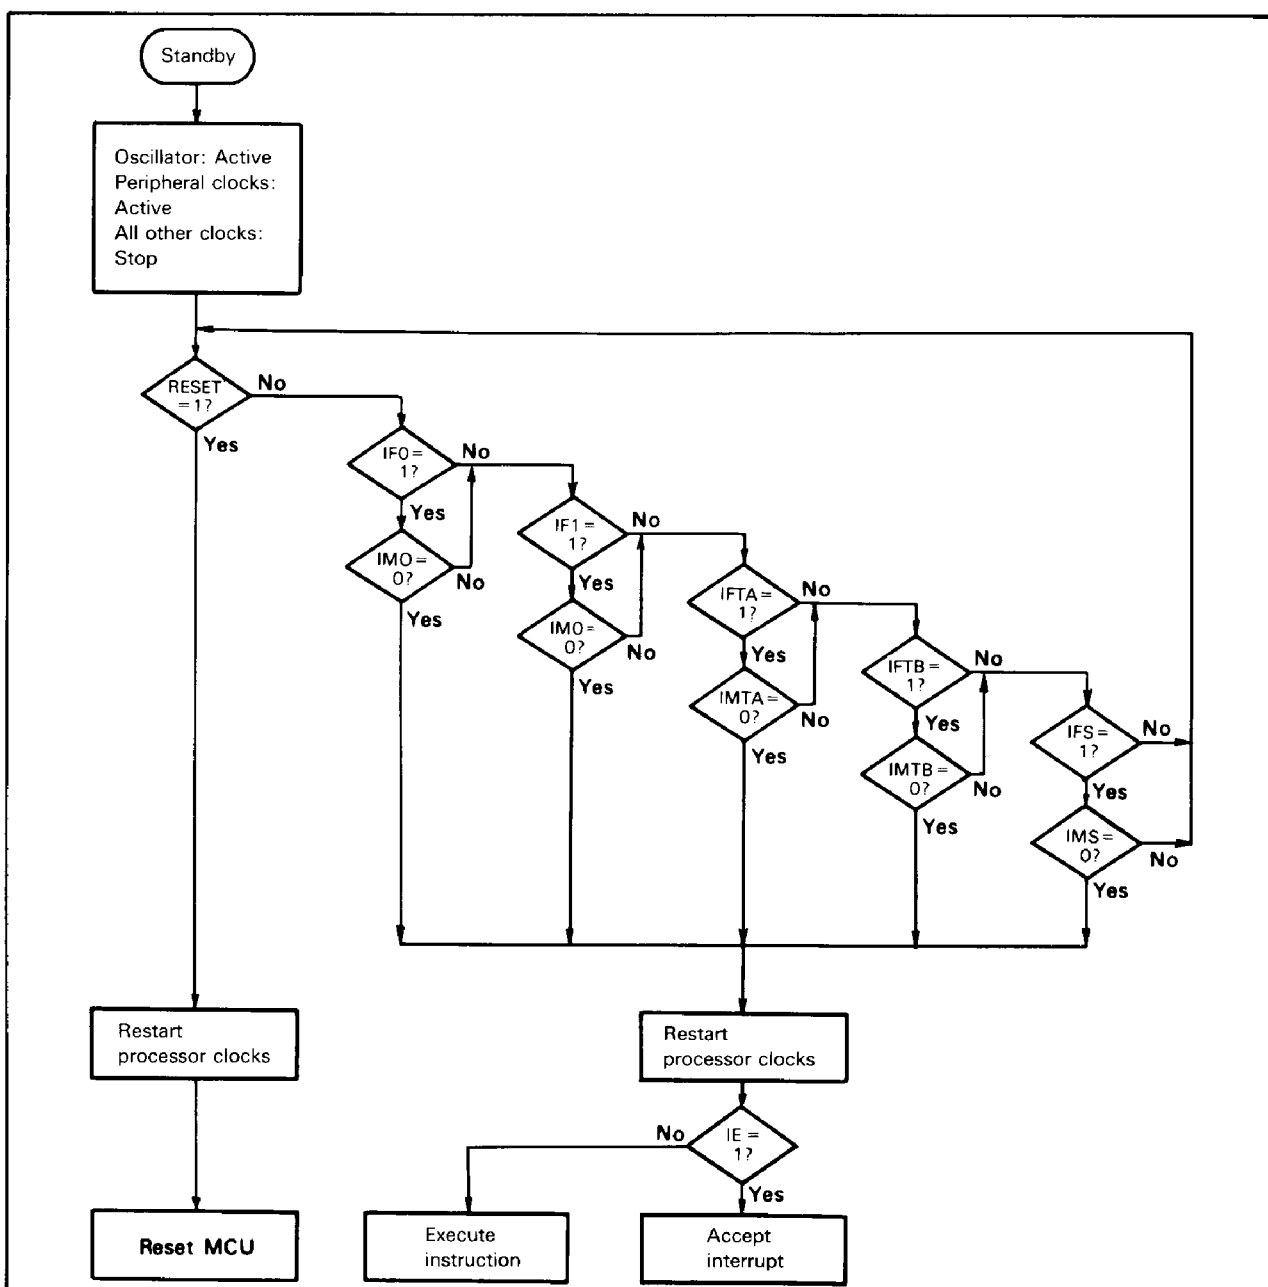 Standby
Oscillator: Active
Peripheral clocks:
Active
All other clocks:
Stop
RESET
=1?
No
Yes
IF0=
1?
No
Yes
IM0=
0?
No
Yes
IF1=
1?
No
Yes
IM0=
0?
No
Yes
IFTA=
1?
No
Yes
IMTA=
0?
No
Yes
IFTB=
1?
No
Yes
IMTB=
0?
No
Yes
IFS=
1?
No
Yes
IMS=
0?
No
Yes
Restart
processor clocks
Restart
processor clocks
IE =
1?
No
Yes
Reset MCU
Execute
instruction
Accept
interrupt